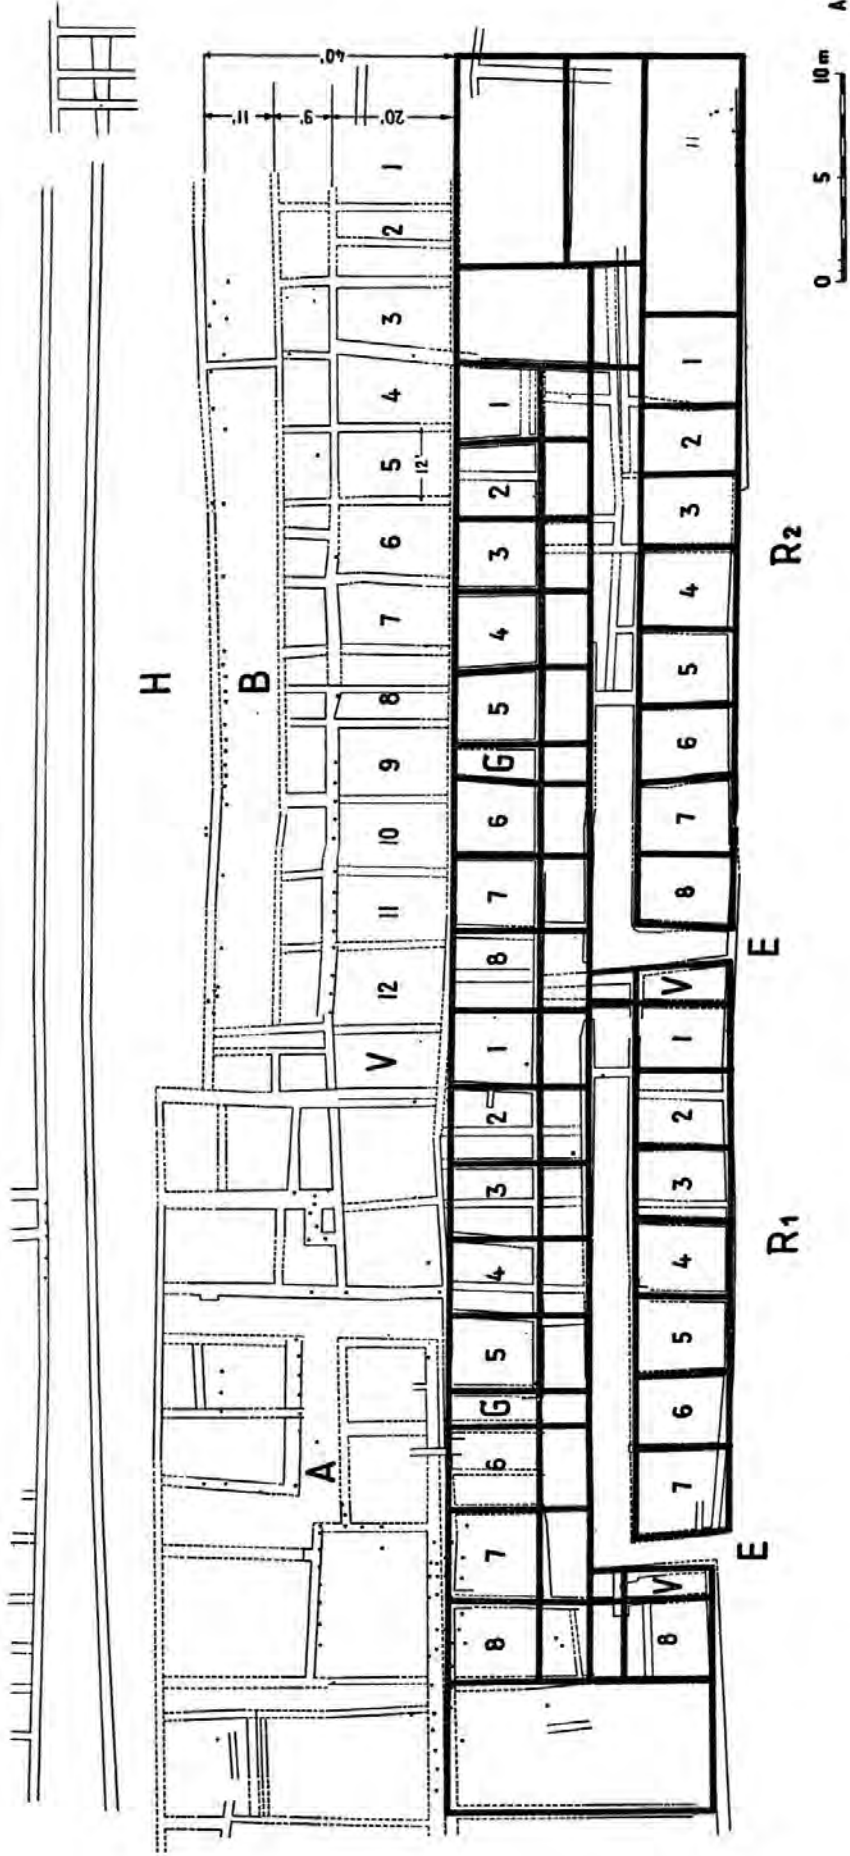 H
B
A
11'
9'
20'
40'
V 12 11 10 9 8 7 6 5 4 3 2 1
12'
8 7 6 G 5 4 3 2 1 8 7 6 G 5 4 3 2 1
8 V 7 6 5 4 3 2 1 V 8 7 6 5 4 3 2 1
E E
R1 R2
0 5 10m
A